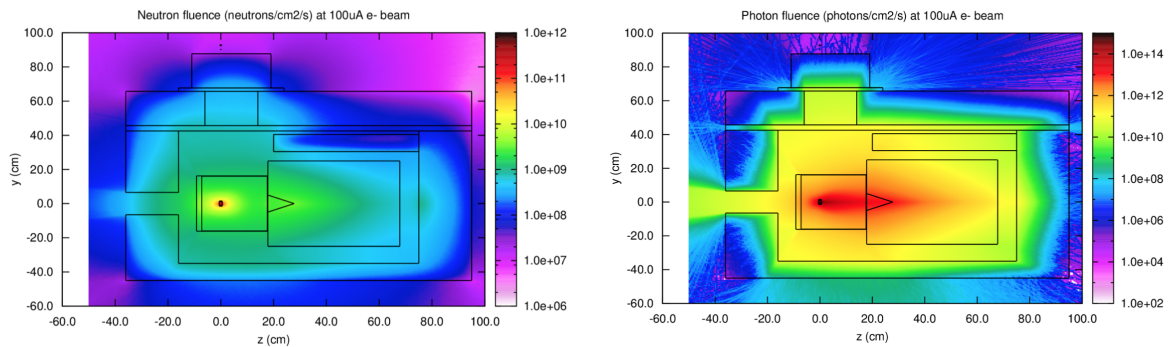 Neutron fluence (neutrons/cm2/s) at 100uA e- beam
100.0
80.0
60.0
40.0
20.0
0.0
-20.0
-40.0
-60.0
y (cm)
-60.0 -40.0 -20.0 0.0 20.0 40.0 60.0 80.0 100.0
z (cm)
1.0e+12
1.0e+11
1.0e+10
1.0e+09
1.0e+08
1.0e+07
1.0e+06
Photon fluence (photons/cm2/s) at 100uA e- beam
100.0
80.0
60.0
40.0
20.0
0.0
-20.0
-40.0
-60.0
y (cm)
-60.0 -40.0 -20.0 0.0 20.0 40.0 60.0 80.0 100.0
z (cm)
1.0e+14
1.0e+12
1.0e+10
1.0e+08
1.0e+06
1.0e+04
1.0e+02